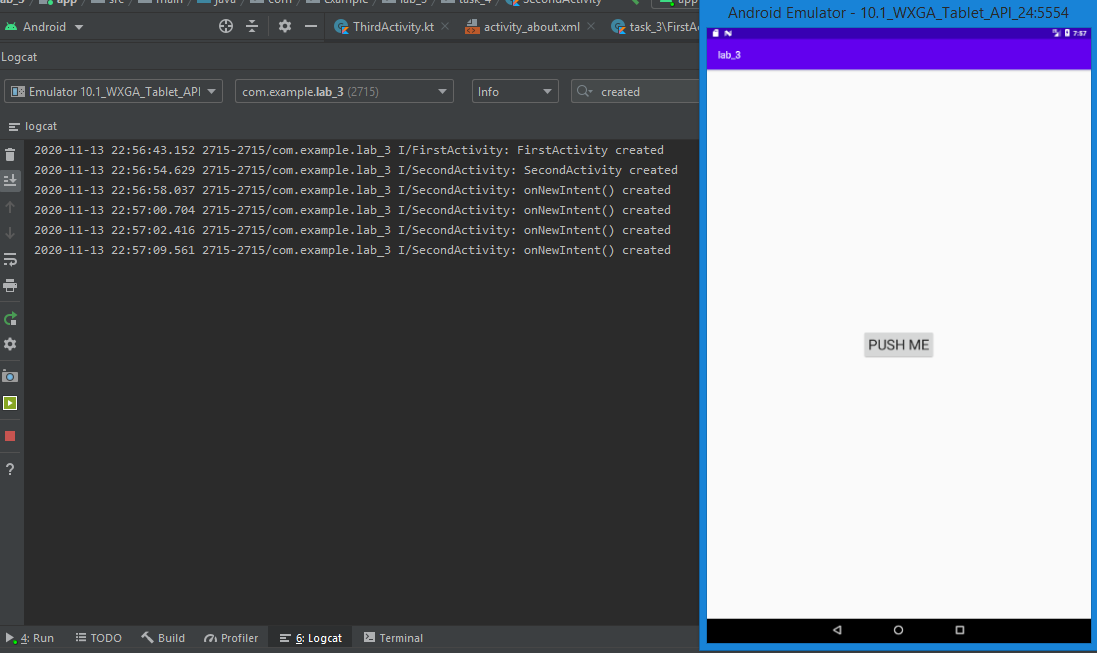 app src main java com example lab_3 task_4 SecondActivity app
Android ThirdActivity.kt activity_about.xml task_3\FirstA
Logcat
Emulator 10.1_WXGA_Tablet_API com.example.lab_3 (2715) Info created
logcat
2020-11-13 22:56:43.152 2715-2715/com.example.lab_3 I/FirstActivity: FirstActivity created
2020-11-13 22:56:54.629 2715-2715/com.example.lab_3 I/SecondActivity: SecondActivity created
2020-11-13 22:56:58.037 2715-2715/com.example.lab_3 I/SecondActivity: onNewIntent() created
2020-11-13 22:57:00.704 2715-2715/com.example.lab_3 I/SecondActivity: onNewIntent() created
2020-11-13 22:57:02.416 2715-2715/com.example.lab_3 I/SecondActivity: onNewIntent() created
2020-11-13 22:57:09.561 2715-2715/com.example.lab_3 I/SecondActivity: onNewIntent() created
?
4: Run TODO Build Profiler 6: Logcat Terminal
Android Emulator - 10.1_WXGA_Tablet_API_24:5554
7:57
lab_3
PUSH ME